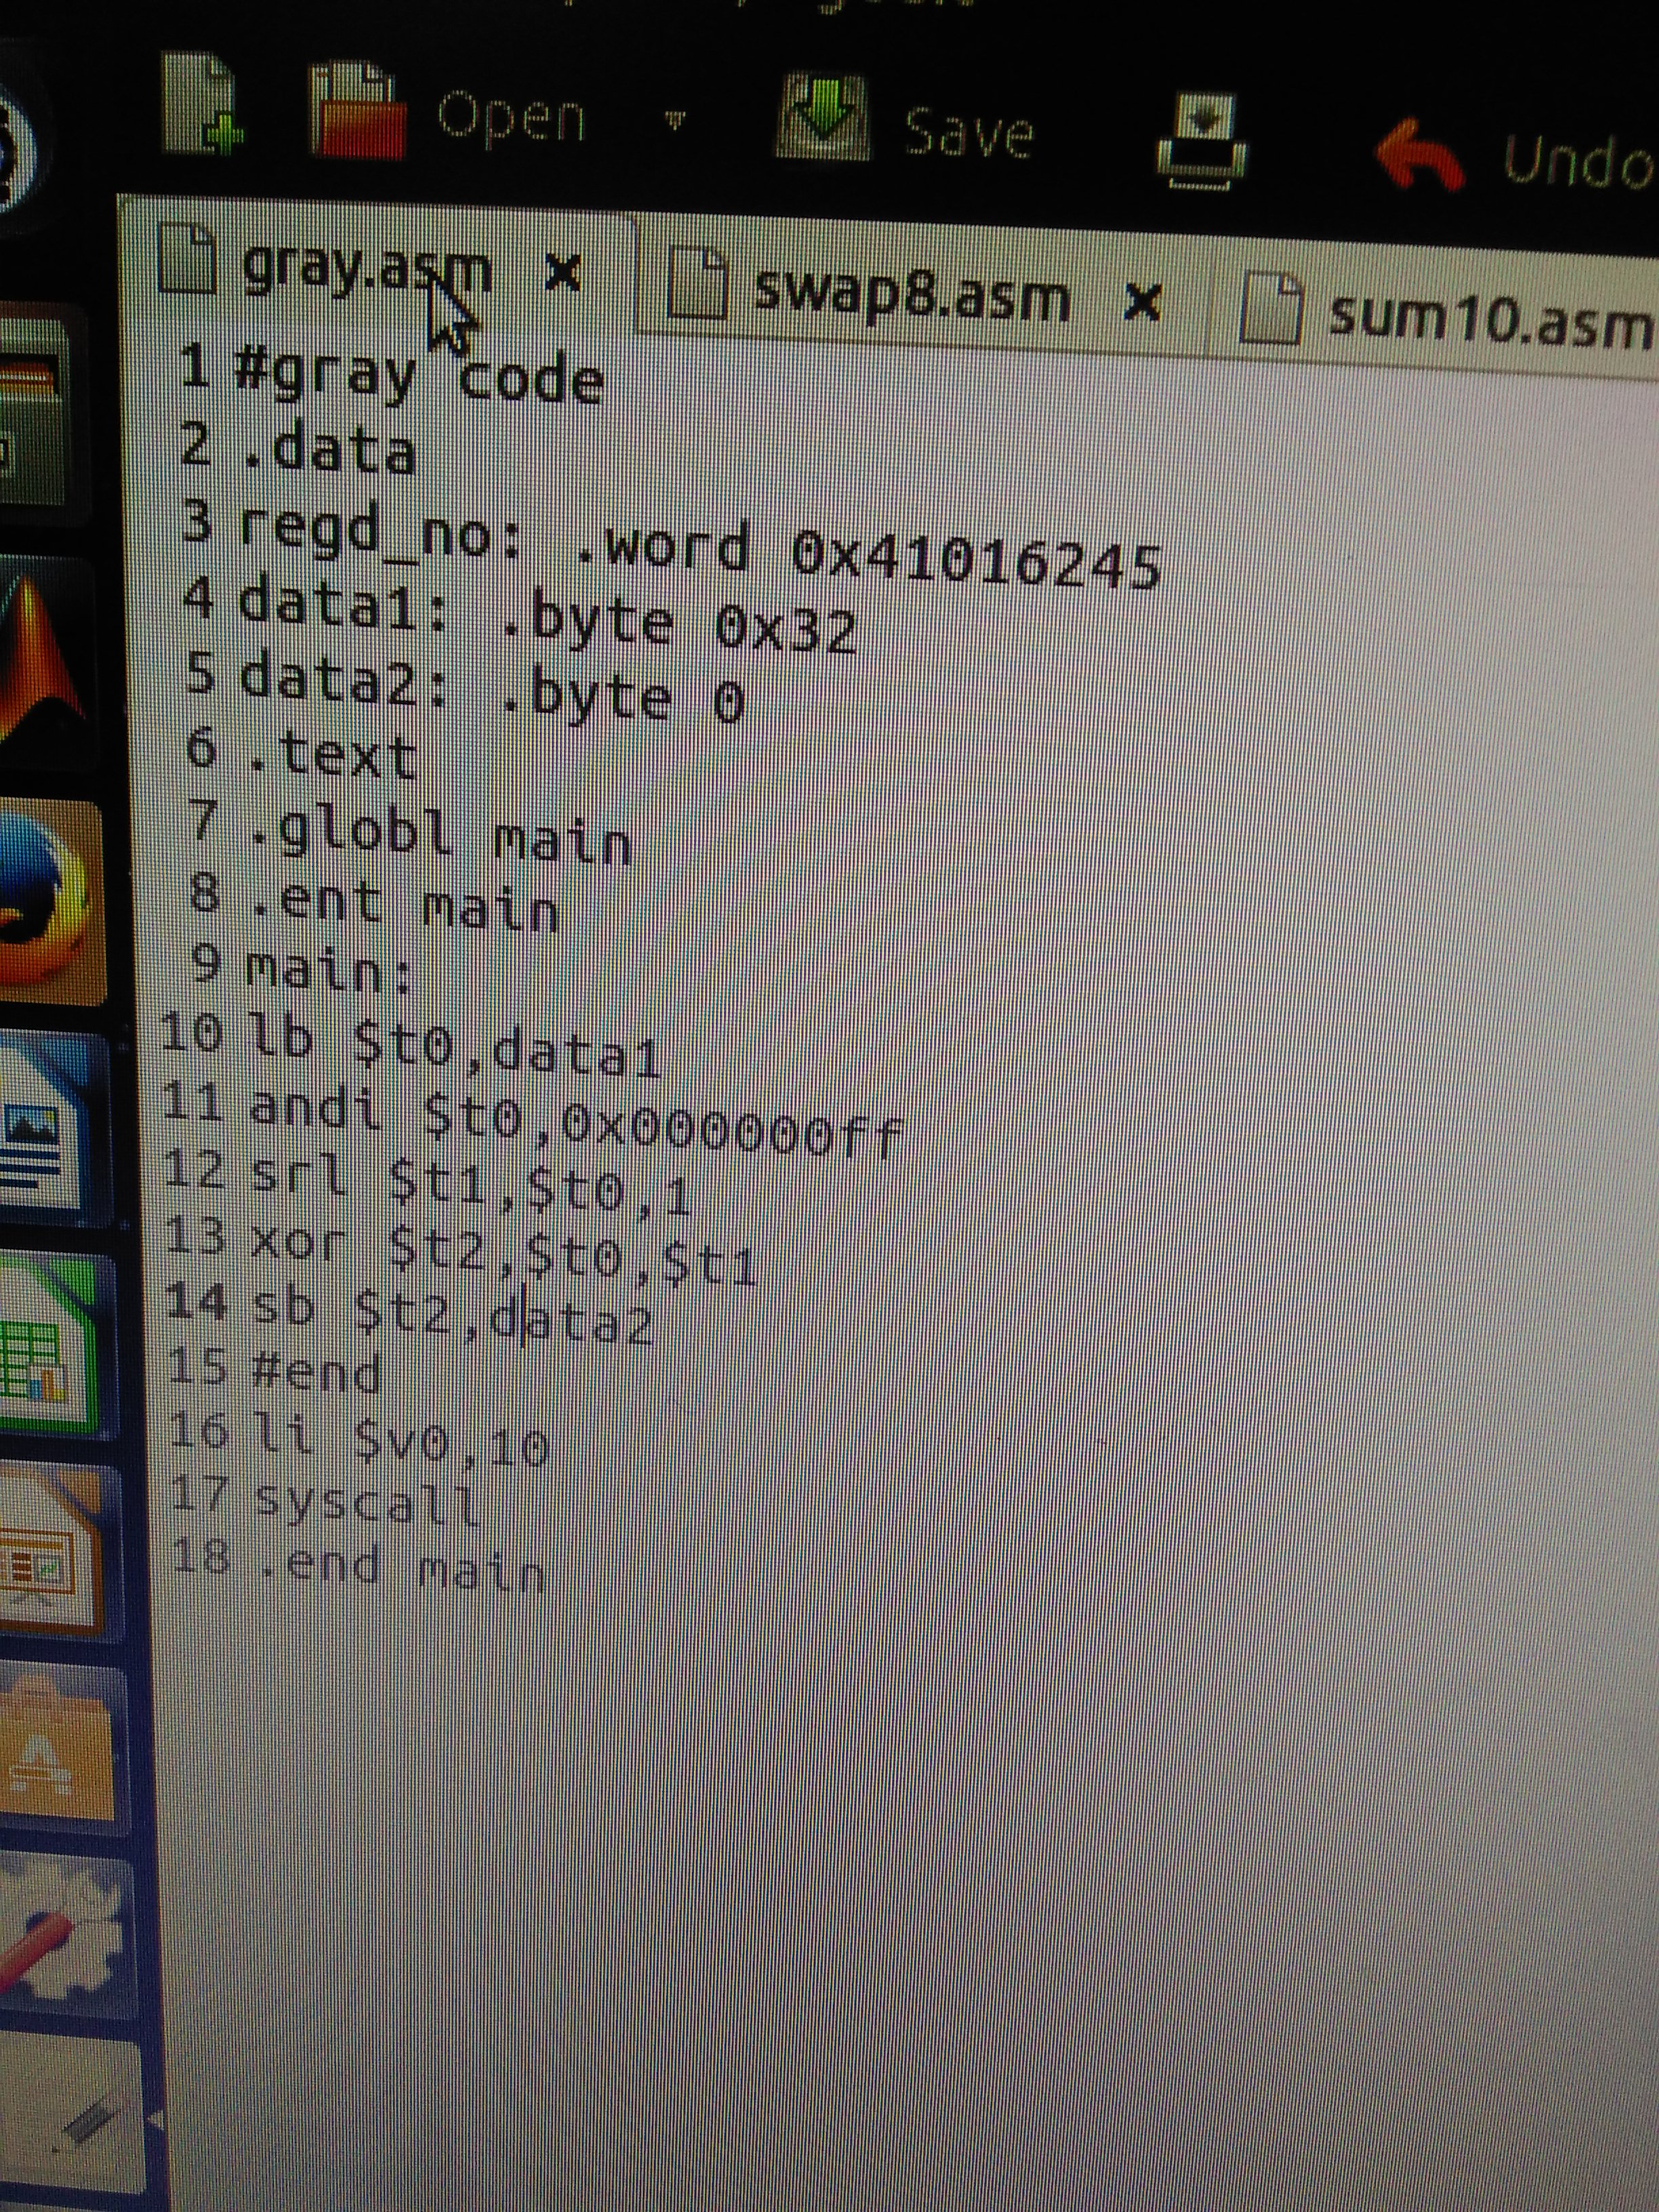 Open Save Undo
gray.asm swap8.asm sum10.asm
1 #gray code
2 .data
3 regd_no: .word 0x41016245
4 data1: .byte 0x32
5 data2: .byte 0
6 .text
7 .globl main
8 .ent main
9 main:
10 lb $t0,data1
11 andi $t0,0x000000ff
12 srl $t1,$t0,1
13 xor $t2,$t0,$t1
14 sb $t2,data2
15 #end
16 li $v0,10
17 syscall
18 .end main